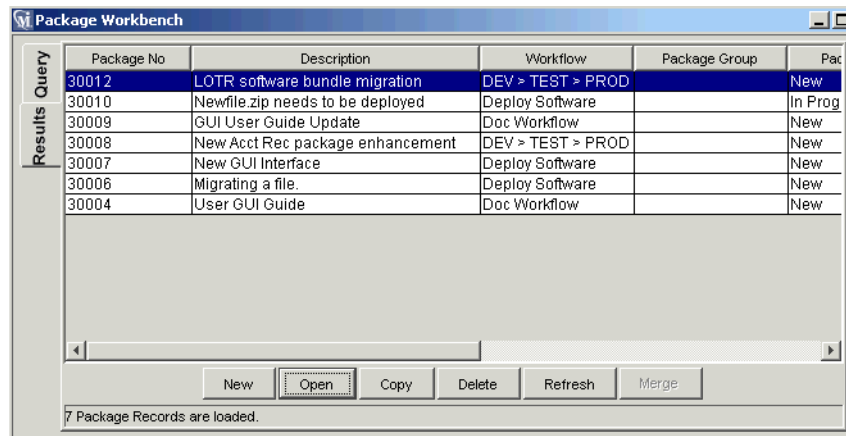 Package Workbench
Query
Results
Package No Description Workflow Package Group Pac
30012 LOTR software bundle migration DEV > TEST > PROD New
30010 Newfile.zip needs to be deployed Deploy Software In Prog
30009 GUI User Guide Update Doc Workflow New
30008 New Acct Rec package enhancement DEV > TEST > PROD New
30007 New GUI Interface Deploy Software New
30006 Migrating a file. Deploy Software New
30004 User GUI Guide Doc Workflow New
New Open Copy Delete Refresh Merge
7 Package Records are loaded.